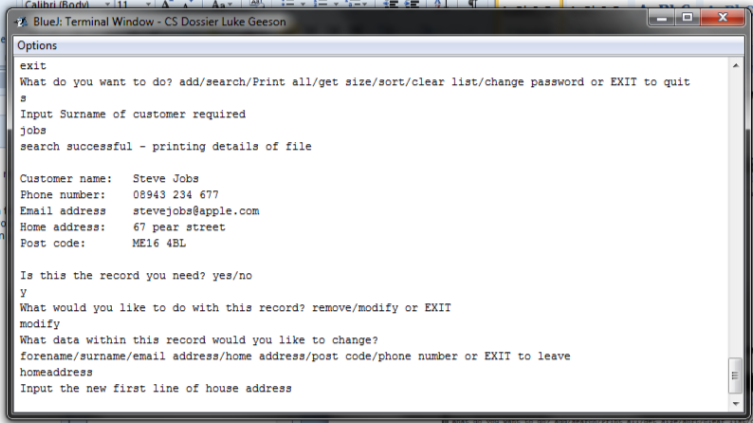 Calibri (Body) 11
BlueJ: Terminal Window - CS Dossier Luke Geeson
Options
exit
What do you want to do? add/search/Print all/get size/sort/clear list/change password or EXIT to quit
s
Input Surname of customer required
jobs
search successful - printing details of file
Customer name: Steve Jobs
Phone number: 08943 234 677
Email address stevejobs@apple.com
Home address: 67 pear street
Post code: ME16 4BL
Is this the record you need? yes/no
y
What would you like to do with this record? remove/modify or EXIT
modify
What data within this record would you like to change?
forename/surname/email address/home address/post code/phone number or EXIT to leave
homeaddress
Input the new first line of house address